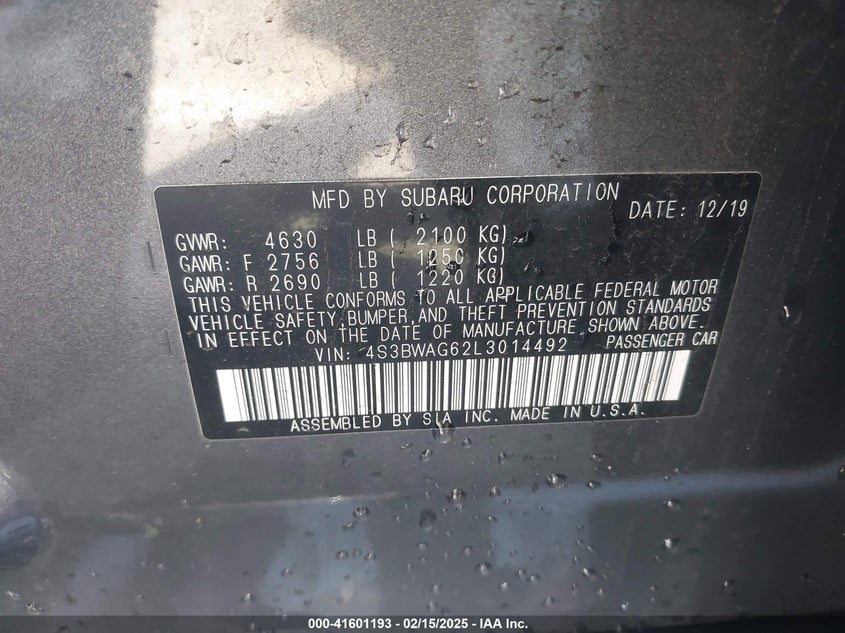 MFD BY SUBARU CORPORATION
DATE: 12/19
GVWR: 4630 LB ( 2100 KG)
GAWR: F 2756 LB ( 1250 KG)
GAWR: R 2690 LB ( 1220 KG)
THIS VEHICLE CONFORMS TO ALL APPLICABLE FEDERAL MOTOR
VEHICLE SAFETY, BUMPER, AND THEFT PREVENTION STANDARDS
IN EFFECT ON THE DATE OF MANUFACTURE SHOWN ABOVE.
VIN: 4S3BWAG62L3014492 PASSENGER CAR
ASSEMBLED BY SIA INC. MADE IN U.S.A.
000-41601193 - 02/15/2025 - IAA Inc.